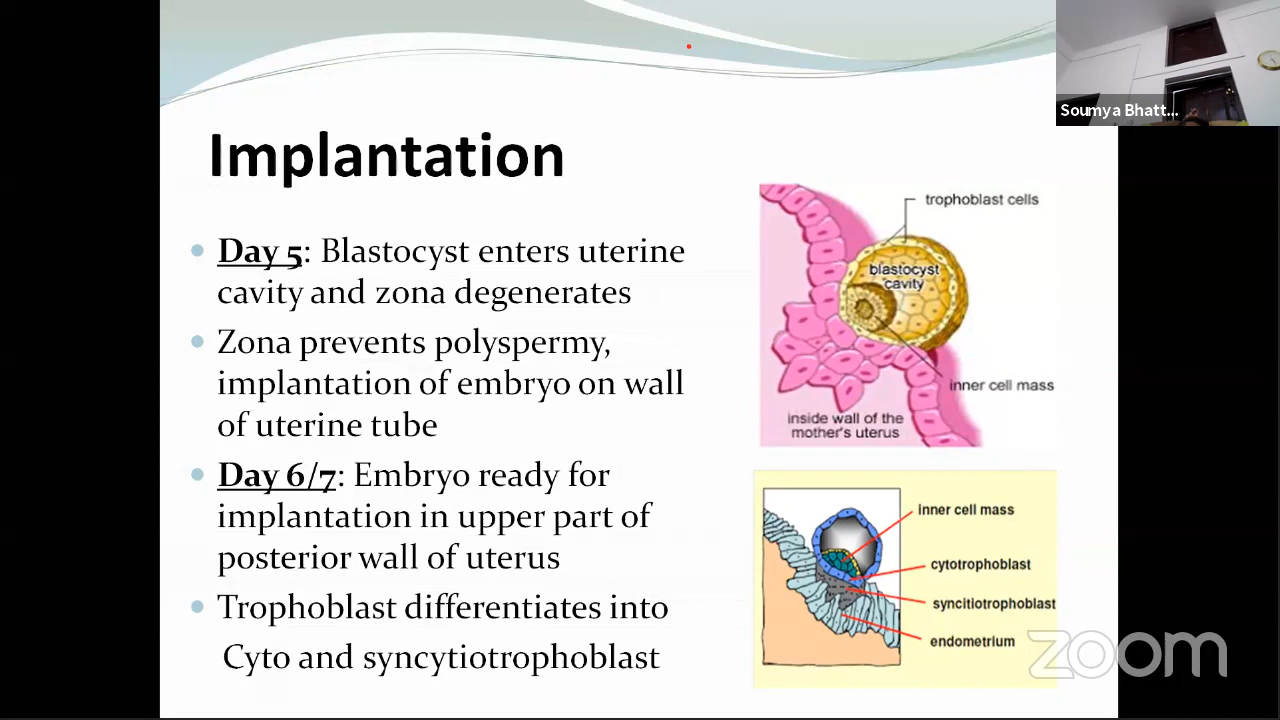 Soumya Bhatt...
Implantation
Day 5: Blastocyst enters uterine
cavity and zona degenerates
Zona prevents polyspermy,
implantation of embryo on wall
of uterine tube
Day 6/7: Embryo ready for
implantation in upper part of
posterior wall of uterus
Trophoblast differentiates into
Cyto and syncytiotrophoblast
trophoblast cells
blastocyst
cavity
inner cell mass
inside wall of the
mother's uterus
inner cell mass
cytotrophoblast
syncitiotrophoblast
endometrium
zoom